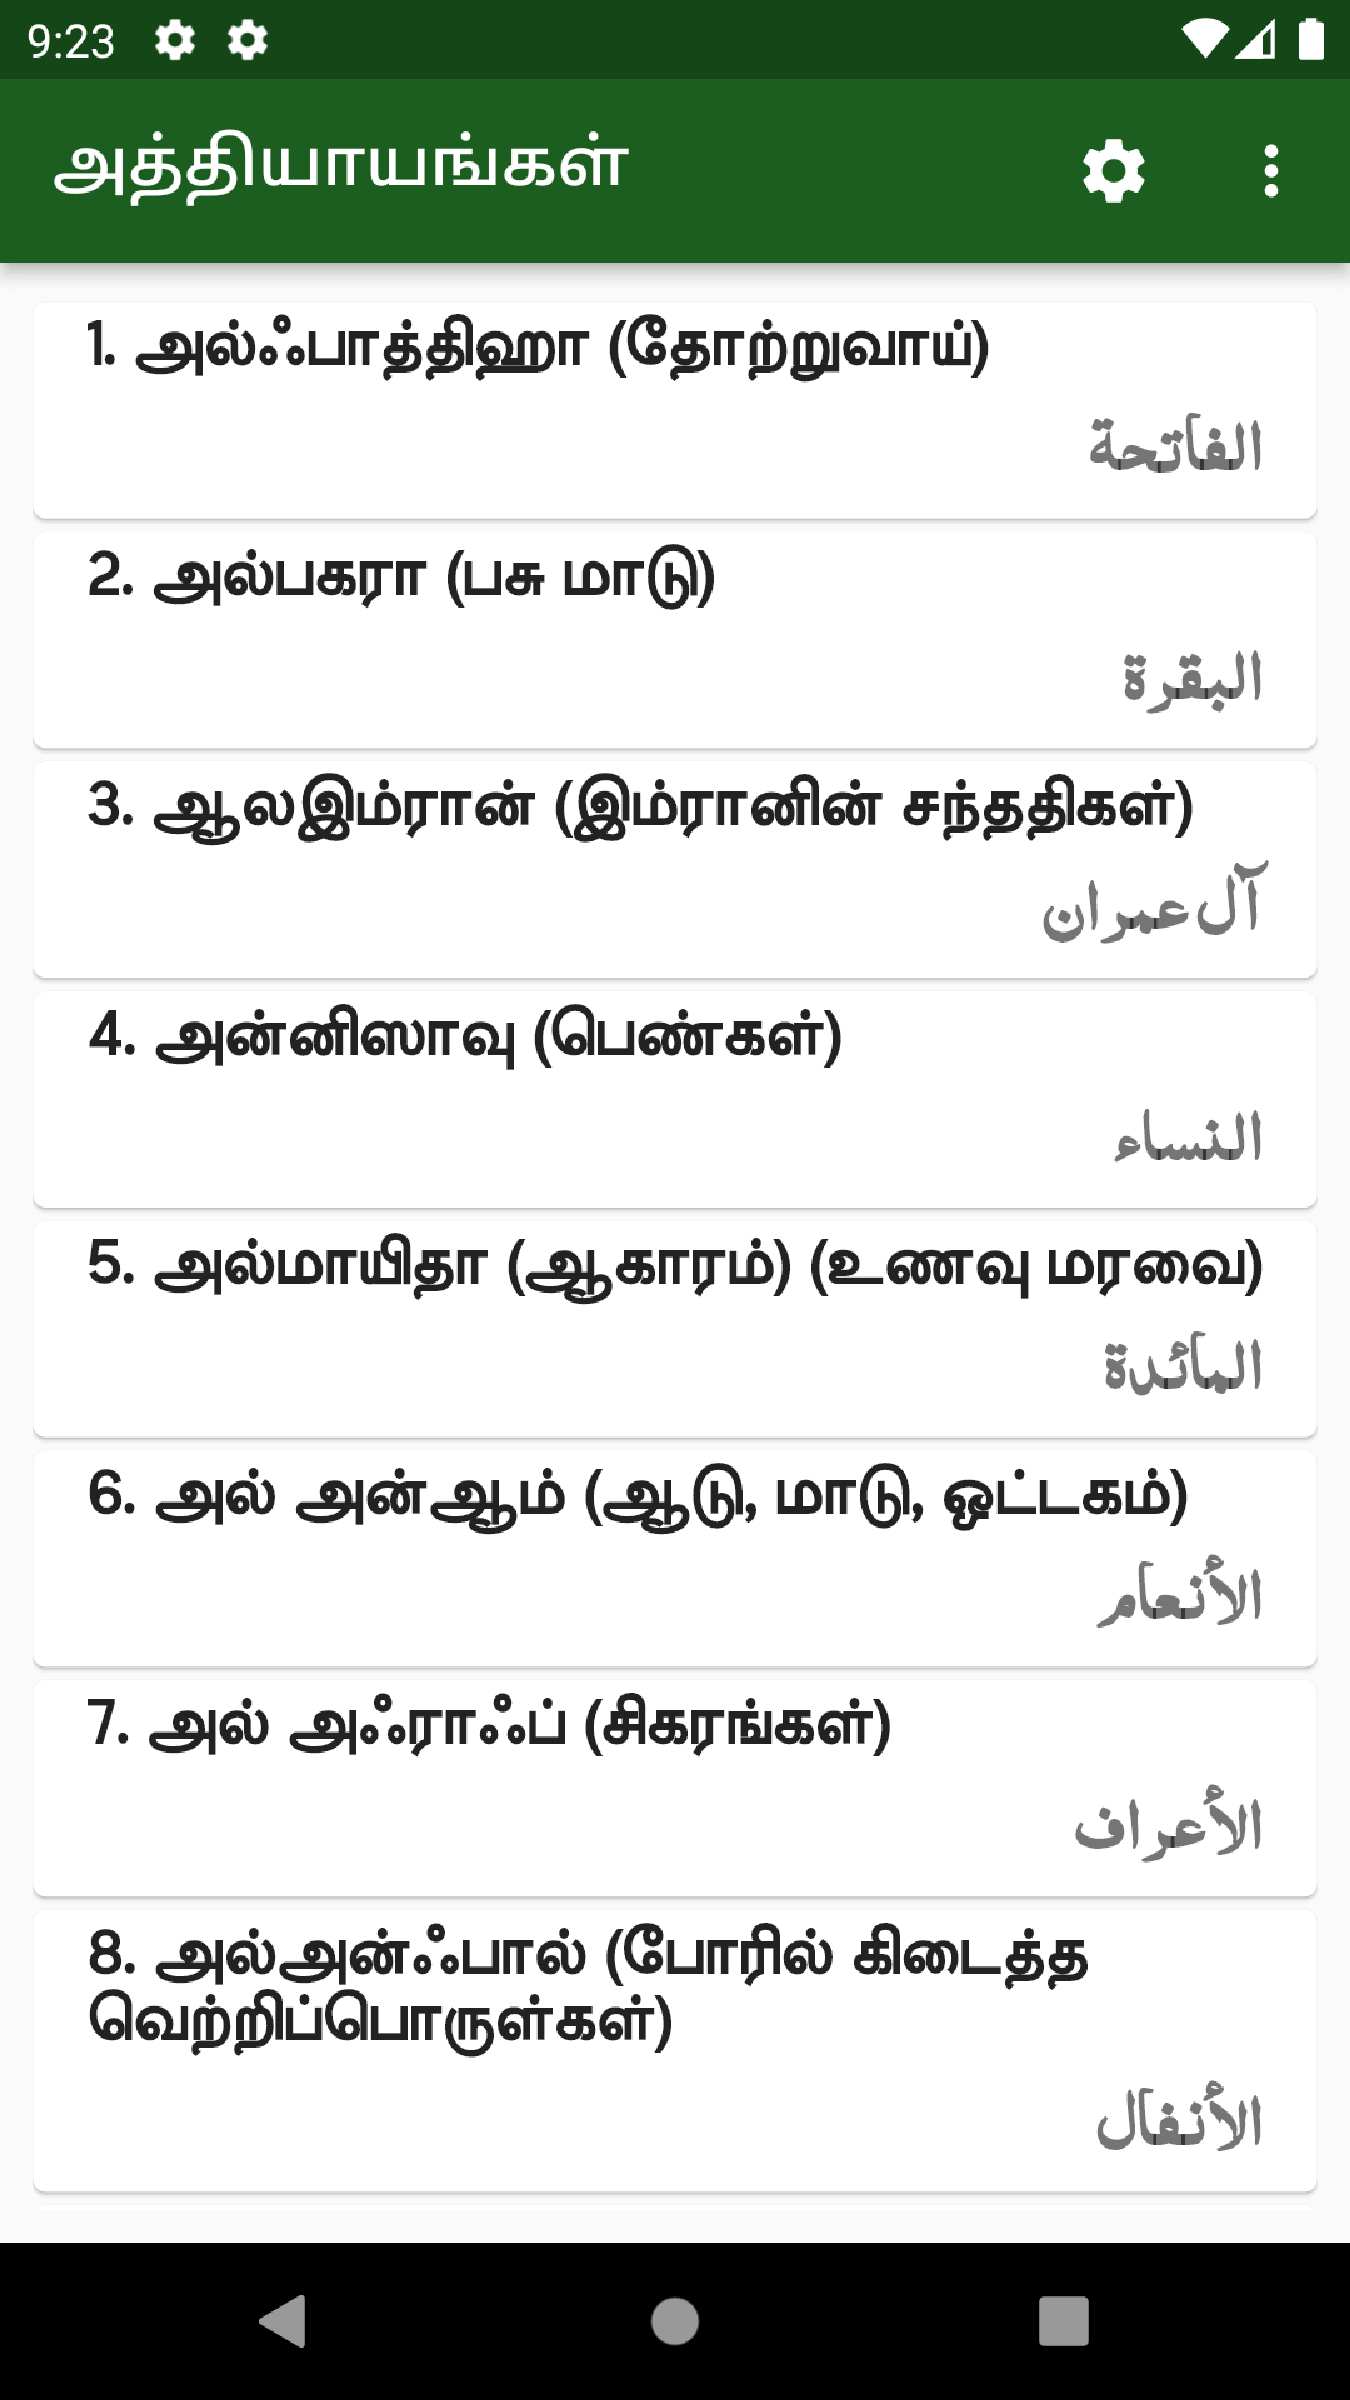 9:23
அத்தியாயங்கள்
1. அல்ஃபாத்திஹா (தோற்றுவாய்)
الفاتحة
2. அல்பகரா (பசு மாடு)
البقرة
3. ஆலஇம்ரான் (இம்ரானின் சந்ததிகள்)
آل عمران
4. அன்னிஸாவு (பெண்கள்)
النساء
5. அல்மாயிதா (ஆகாரம்) (உணவு மரவை)
المائدة
6. அல் அன்ஆம் (ஆடு, மாடு, ஒட்டகம்)
الأنعام
7. அல் அஃராஃப் (சிகரங்கள்)
الأعراف
8. அல்அன்ஃபால் (போரில் கிடைத்த
வெற்றிப்பொருள்கள்)
الأنفال